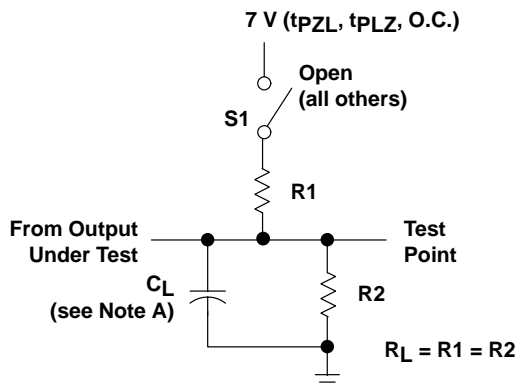 7 V (tPZL, tPLZ, O.C.)
Open
(all others)
S1
R1
From Output
Under Test
Test
Point
CL
(see Note A)
R2
RL = R1 = R2